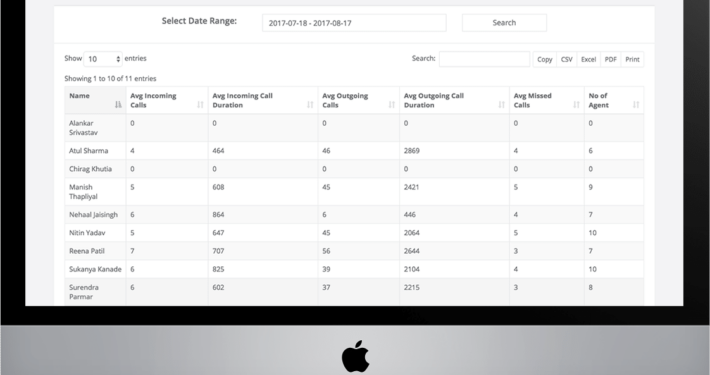 Select Date Range: 2017-07-18 - 2017-08-17 Search
Show 10 entries Search: Copy CSV Excel PDF Print
Showing 1 to 10 of 11 entries
Name Avg Incoming Calls Avg Incoming Call Duration Avg Outgoing Calls Avg Outgoing Call Duration Avg Missed Calls No of Agent
Alankar Srivastav 0 0 0 0 0 0
Atul Sharma 4 464 46 2869 4 6
Chirag Khutia 0 0 0 0 0 0
Manish Thapliyal 5 608 45 2421 5 9
Nehaal Jaisingh 6 864 6 446 4 7
Nitin Yadav 5 647 45 2064 5 10
Reena Patil 7 707 56 2644 3 7
Sukanya Kanade 6 825 39 2104 4 10
Surendra Parmar 6 602 37 2215 3 8